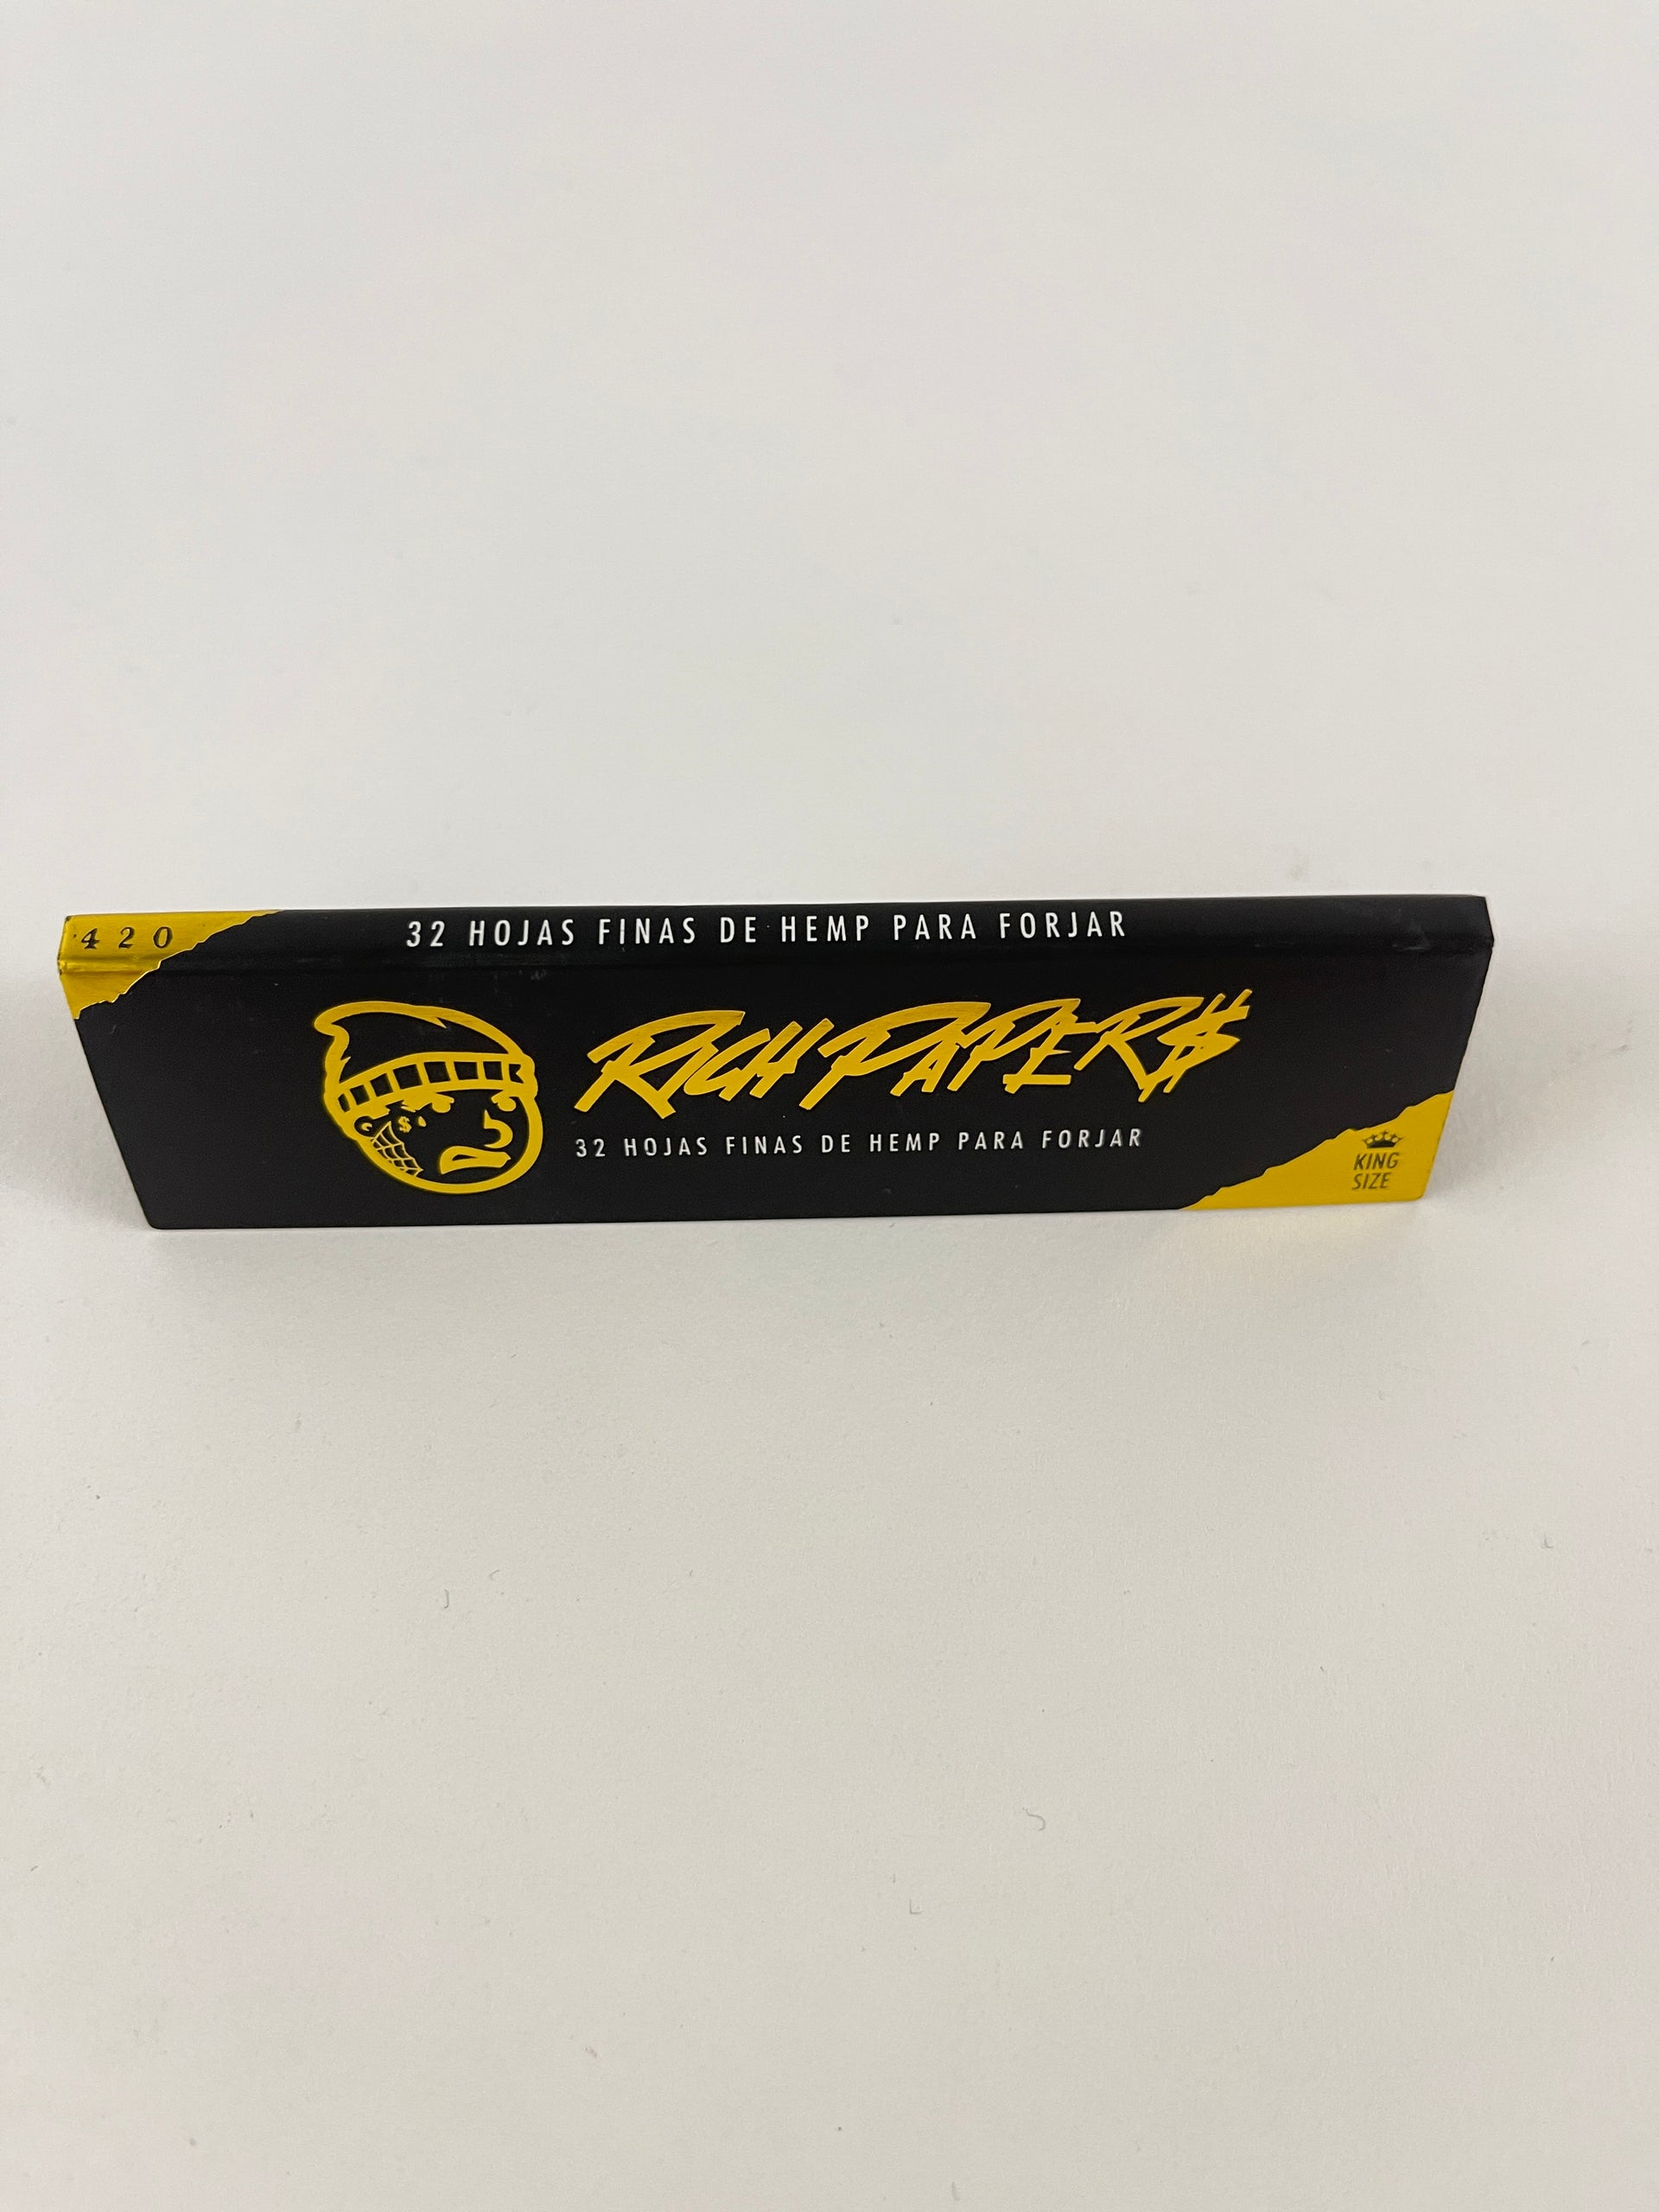 420
32 HOJAS FINAS DE HEMP PARA FORJAR
RICH PAPER$
32 HOJAS FINAS DE HEMP PARA FORJAR
KING
SIZE